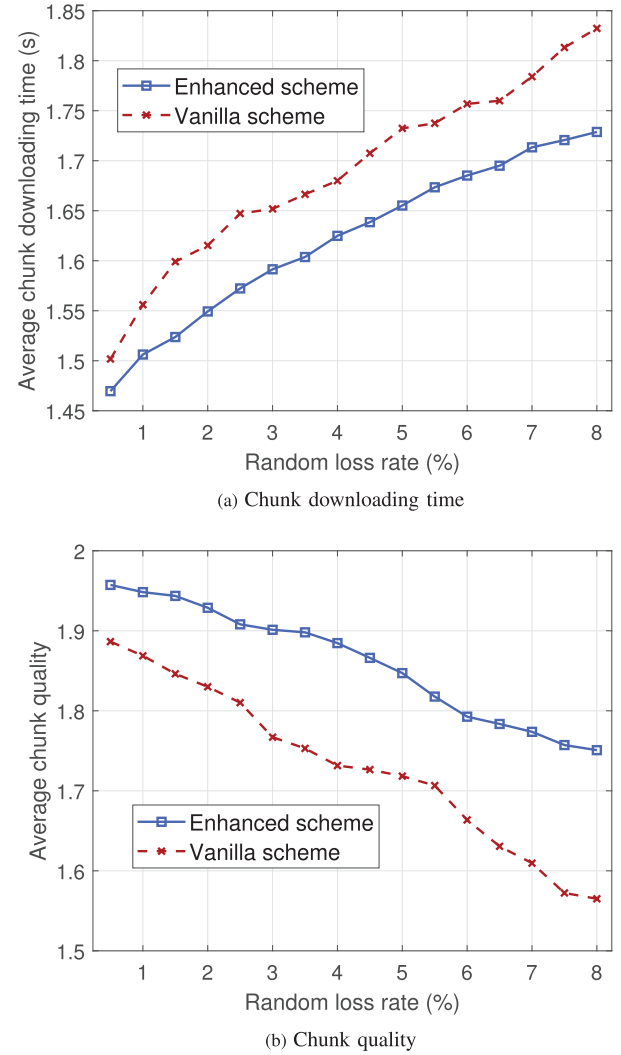 1.85
1.8
1.75
1.7
1.65
1.6
1.55
1.5
1.45
Average chunk downloading time (s)
Enhanced scheme
Vanilla scheme
1 2 3 4 5 6 7 8
Random loss rate (%)
(a) Chunk downloading time
2
1.9
1.8
1.7
1.6
1.5
Average chunk quality
Enhanced scheme
Vanilla scheme
1 2 3 4 5 6 7 8
Random loss rate (%)
(b) Chunk quality